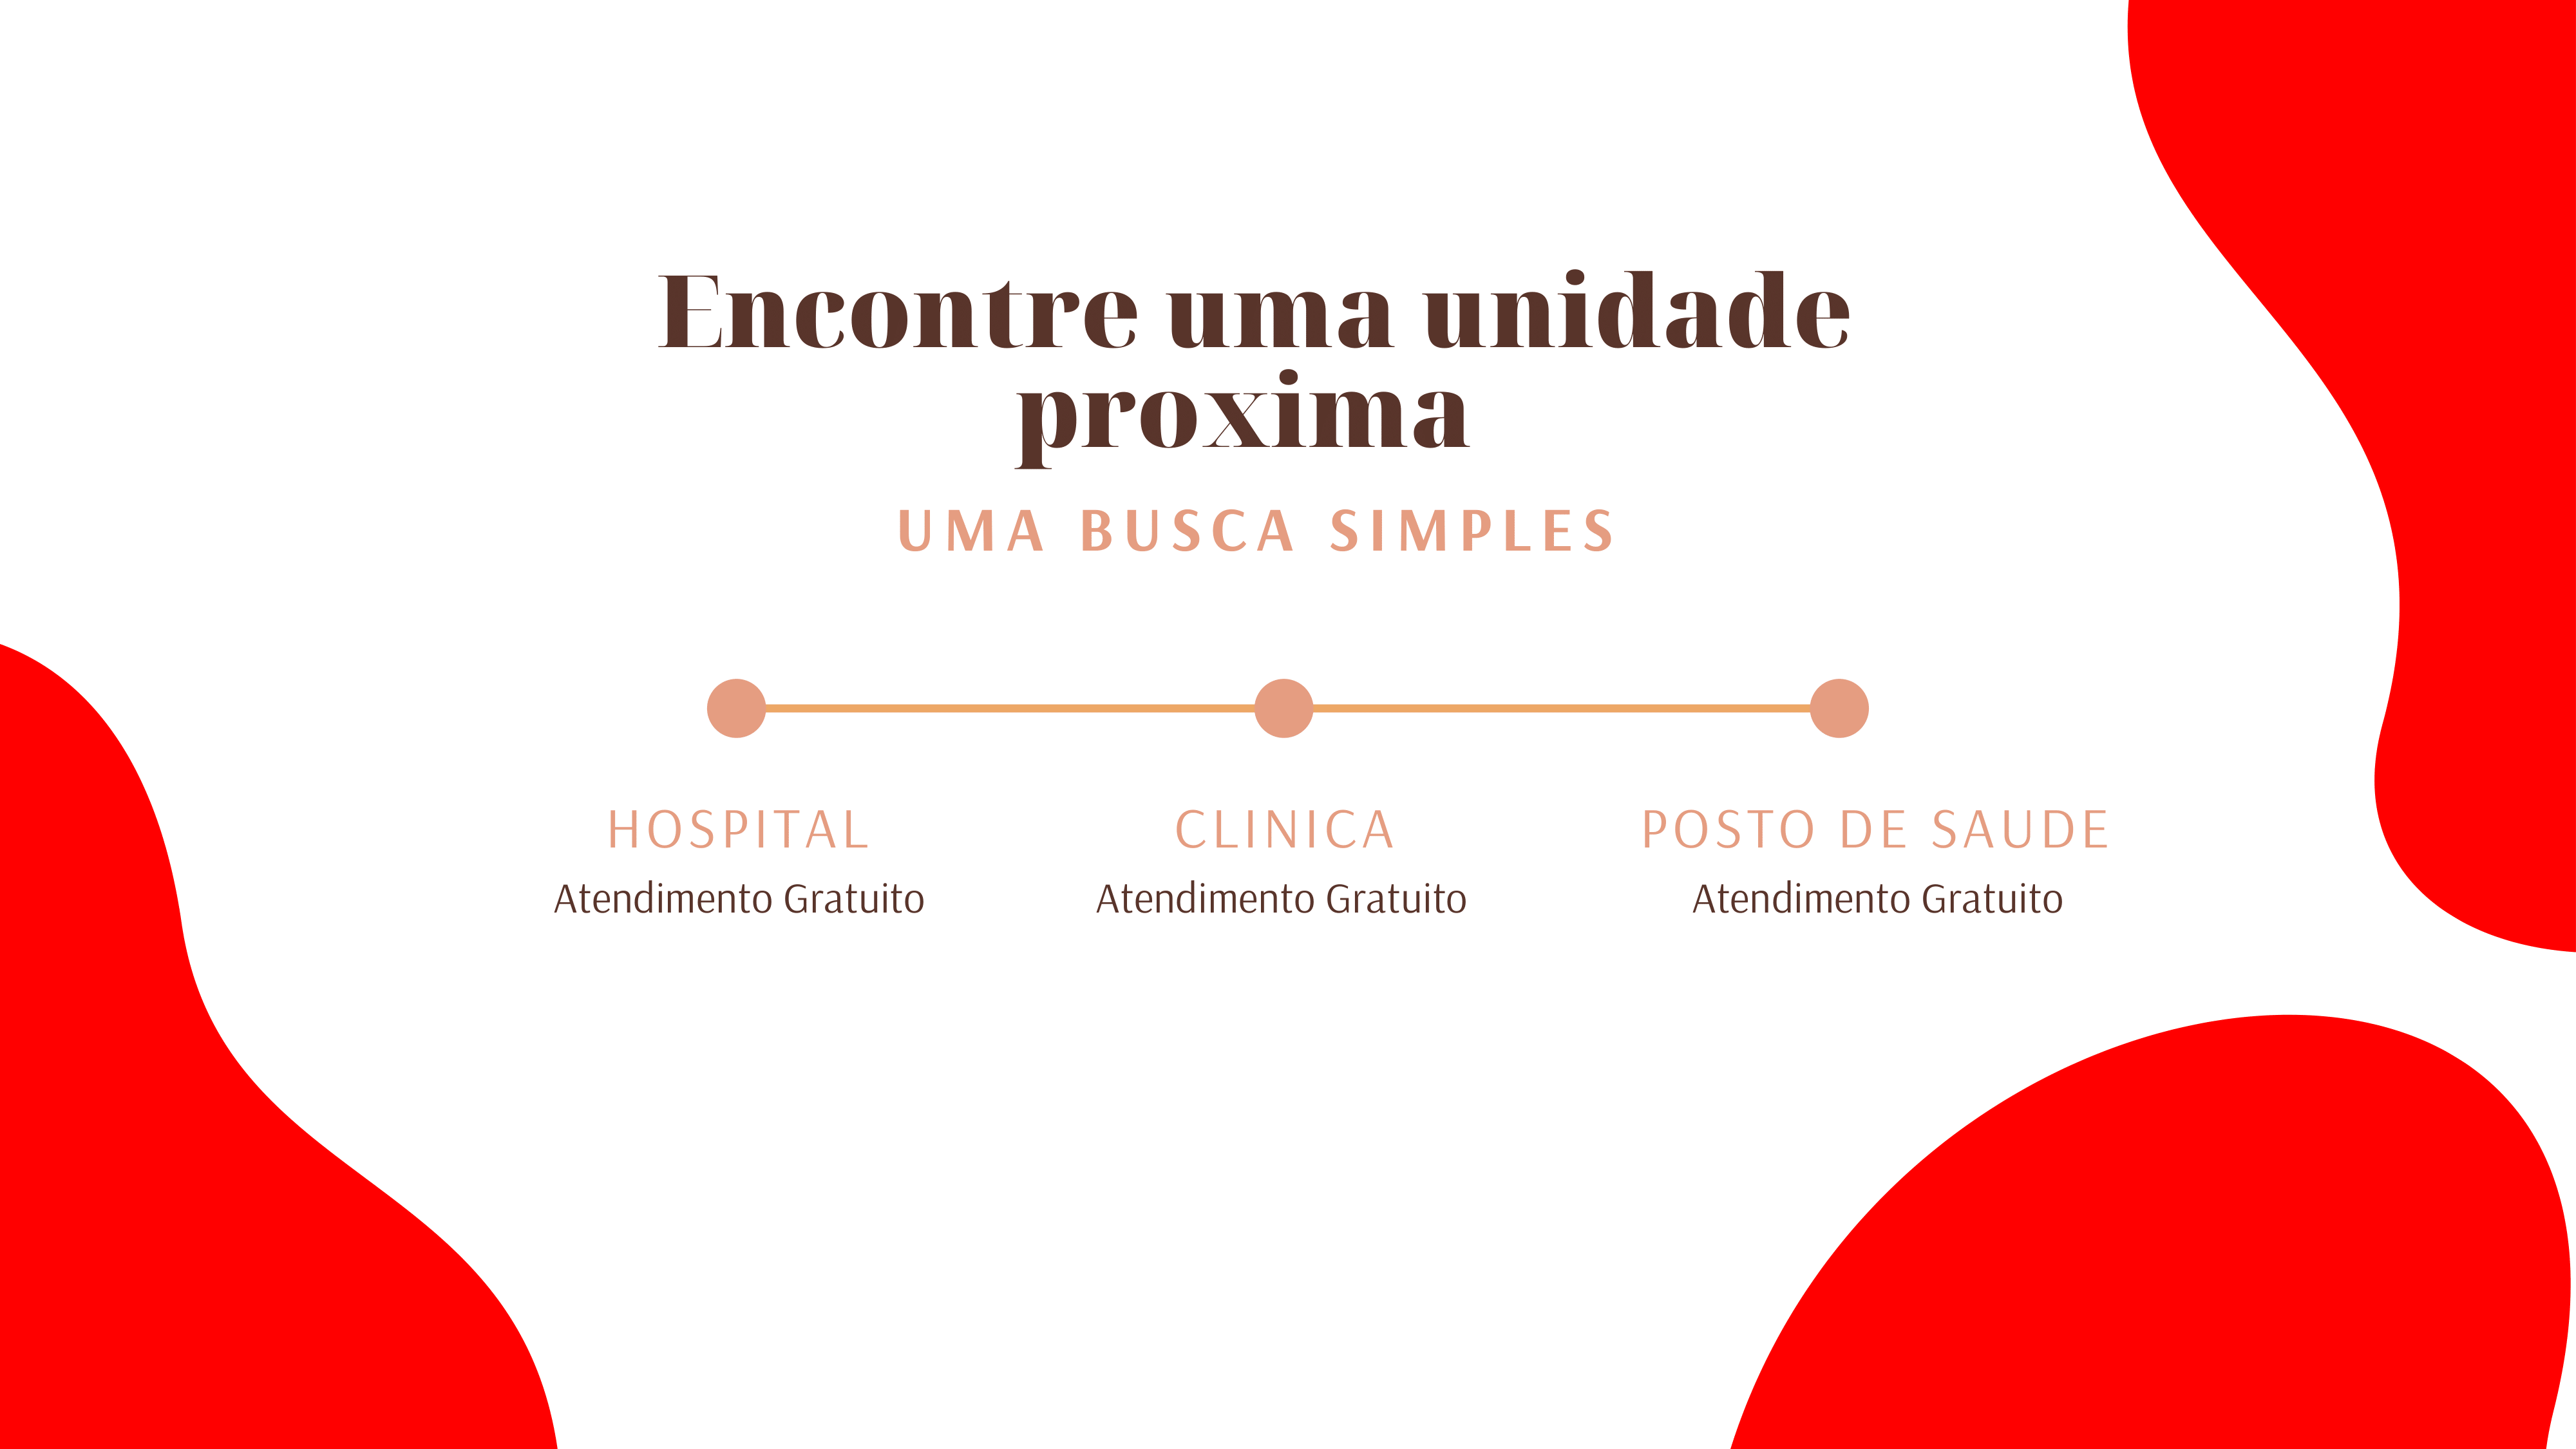 Encontre uma unidade
proxima
UMA BUSCA SIMPLES
HOSPITAL
Atendimento Gratuito
CLINICA
Atendimento Gratuito
POSTO DE SAUDE
Atendimento Gratuito